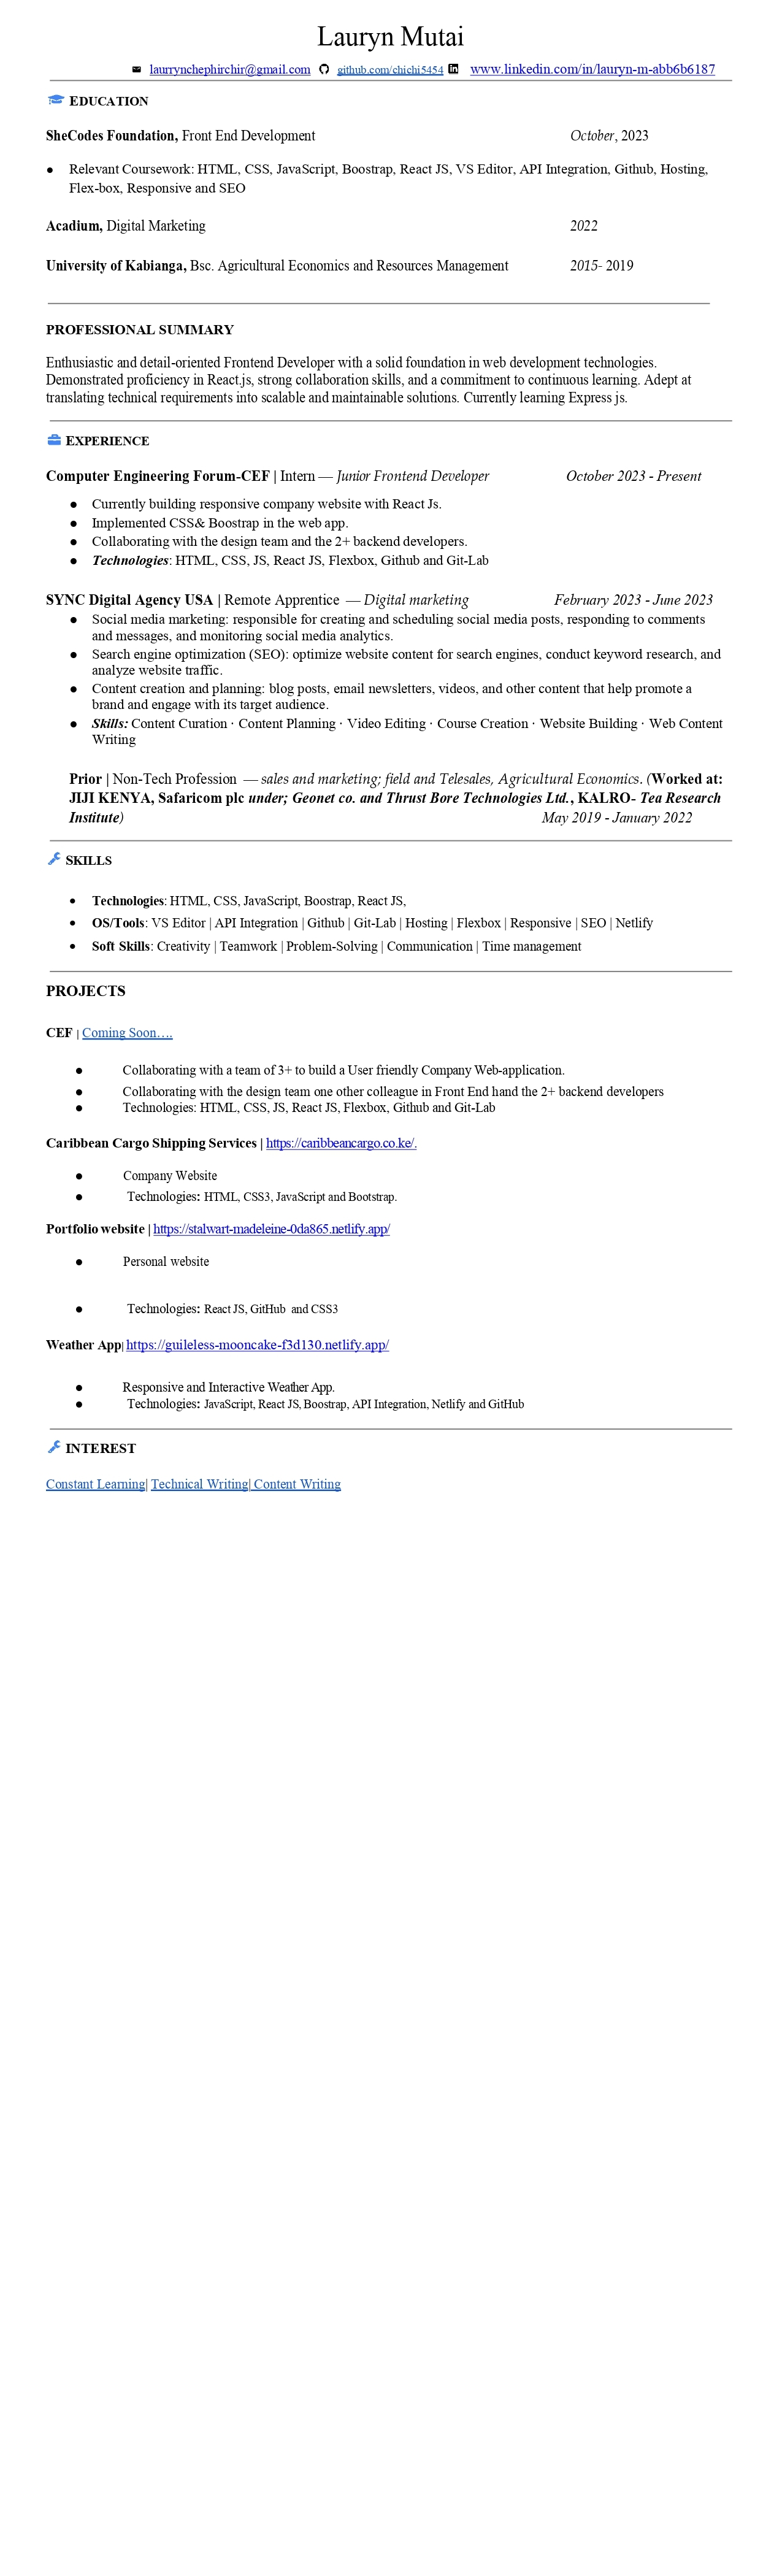 Lauryn Mutai
laurrynchephirchir@gmail.com github.com/chichi5454 www.linkedin.com/in/lauryn-m-abb6b6187
EDUCATION
SheCodes Foundation, Front End Development October, 2023
● Relevant Coursework: HTML, CSS, JavaScript, Boostrap, React JS, VS Editor, API Integration, Github, Hosting,
Flex-box, Responsive and SEO
Acadium, Digital Marketing 2022
University of Kabianga, Bsc. Agricultural Economics and Resources Management 2015- 2019
PROFESSIONAL SUMMARY
Enthusiastic and detail-oriented Frontend Developer with a solid foundation in web development technologies.
Demonstrated proficiency in React.js, strong collaboration skills, and a commitment to continuous learning. Adept at
translating technical requirements into scalable and maintainable solutions. Currently learning Express js.
EXPERIENCE
Computer Engineering Forum-CEF | Intern — Junior Frontend Developer October 2023 - Present
● Currently building responsive company website with React Js.
● Implemented CSS& Boostrap in the web app.
● Collaborating with the design team and the 2+ backend developers.
● Technologies: HTML, CSS, JS, React JS, Flexbox, Github and Git-Lab
SYNC Digital Agency USA | Remote Apprentice — Digital marketing February 2023 - June 2023
● Social media marketing: responsible for creating and scheduling social media posts, responding to comments
and messages, and monitoring social media analytics.
● Search engine optimization (SEO): optimize website content for search engines, conduct keyword research, and
analyze website traffic.
● Content creation and planning: blog posts, email newsletters, videos, and other content that help promote a
brand and engage with its target audience.
● Skills: Content Curation · Content Planning · Video Editing · Course Creation · Website Building · Web Content
Writing
Prior | Non-Tech Profession — sales and marketing; field and Telesales, Agricultural Economics. (Worked at:
JIJI KENYA, Safaricom plc under; Geonet co. and Thrust Bore Technologies Ltd., KALRO- Tea Research
Institute) May 2019 - January 2022
SKILLS
• Technologies: HTML, CSS, JavaScript, Boostrap, React JS,
• OS/Tools: VS Editor | API Integration | Github | Git-Lab | Hosting | Flexbox | Responsive | SEO | Netlify
• Soft Skills: Creativity | Teamwork | Problem-Solving | Communication | Time management
PROJECTS
CEF | Coming Soon….
● Collaborating with a team of 3+ to build a User friendly Company Web-application.
● Collaborating with the design team one other colleague in Front End hand the 2+ backend developers
● Technologies: HTML, CSS, JS, React JS, Flexbox, Github and Git-Lab
Caribbean Cargo Shipping Services | https://caribbeancargo.co.ke/.
● Company Website
● Technologies: HTML, CSS3, JavaScript and Bootstrap.
Portfolio website | https://stalwart-madeleine-0da865.netlify.app/
● Personal website
● Technologies: React JS, GitHub and CSS3
Weather App| https://guileless-mooncake-f3d130.netlify.app/
● Responsive and Interactive Weather App.
● Technologies: JavaScript, React JS, Boostrap, API Integration, Netlify and GitHub
INTEREST
Constant Learning| Technical Writing| Content Writing